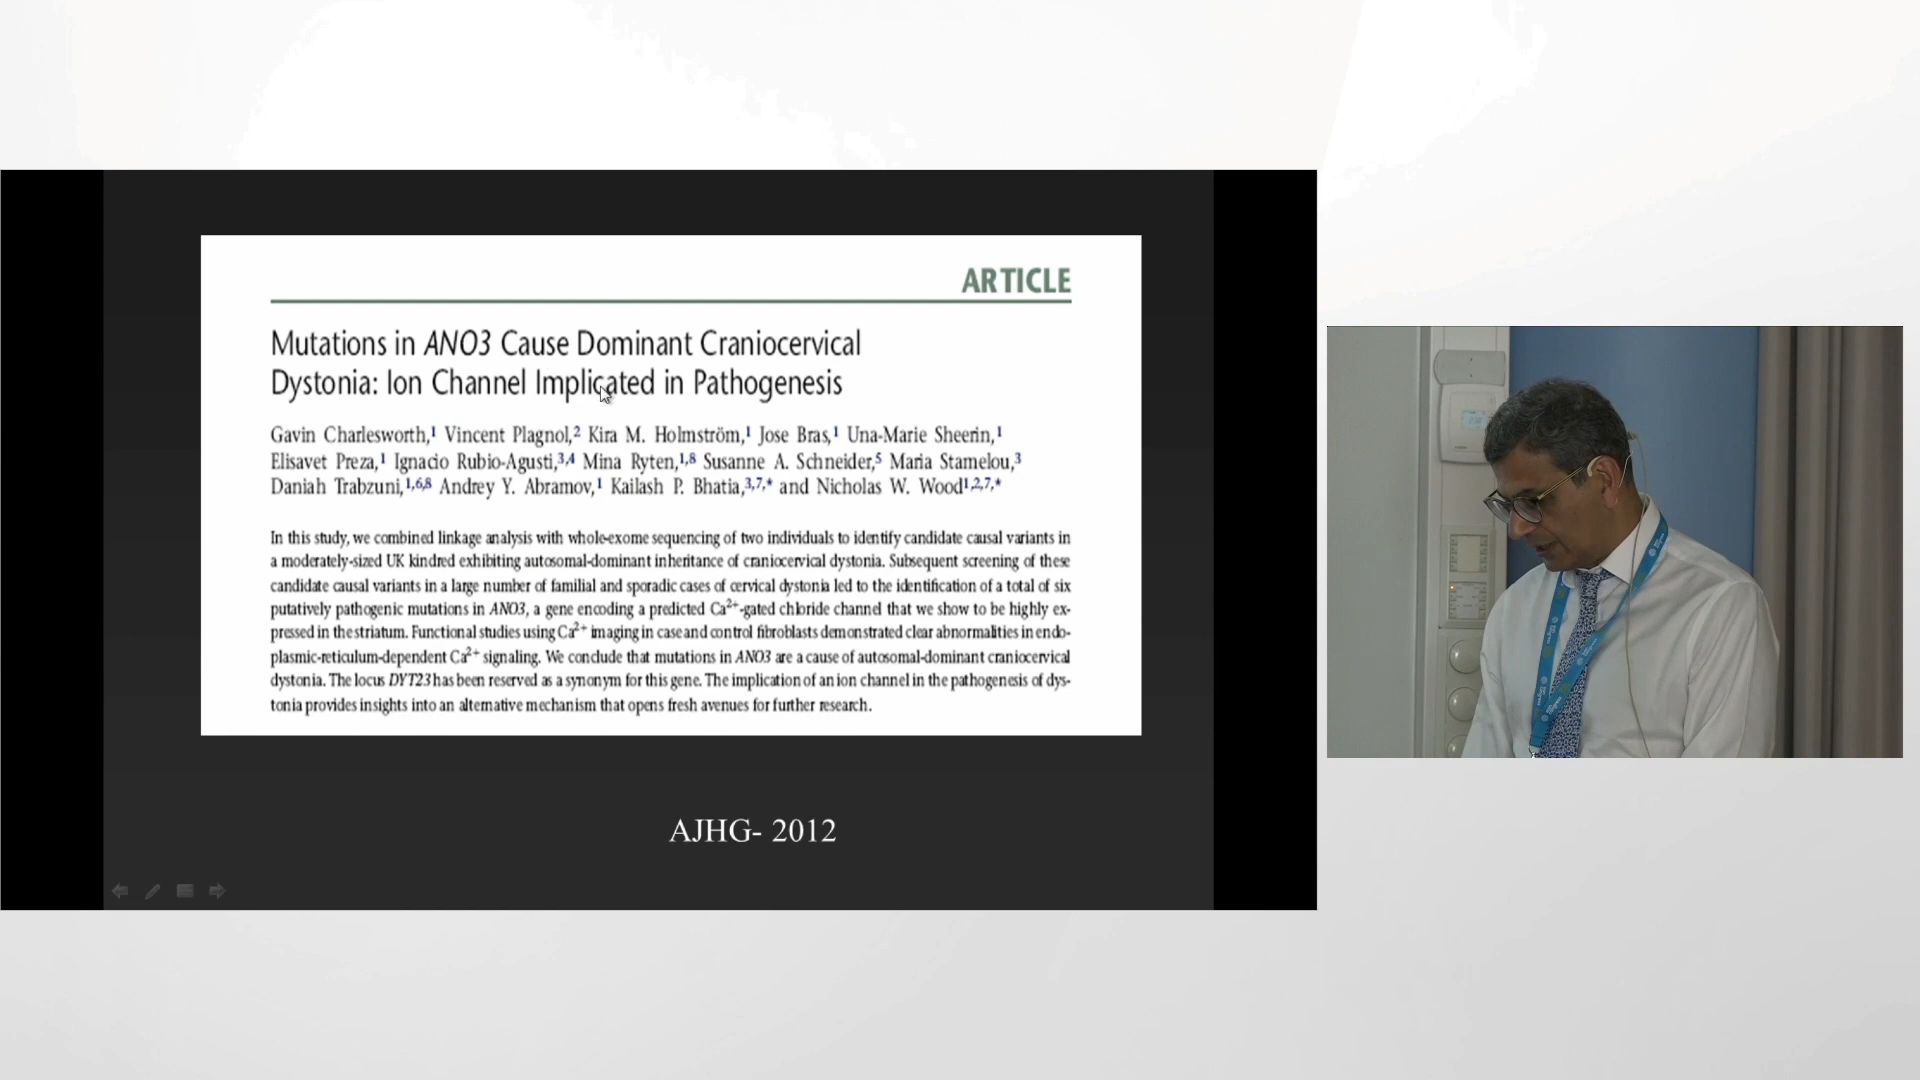 ARTICLE
Mutations in ANO3 Cause Dominant Craniocervical
Dystonia: Ion Channel Implicated in Pathogenesis
Gavin Charlesworth,1 Vincent Plagnol,2 Kira M. Holmström,1 Jose Bras,1 Una-Marie Sheerin,1
Elisavet Preza,1 Ignacio Rubio-Agusti,3,4 Mina Ryten,1,8 Susanne A. Schneider,5 Maria Stamelou,3
Daniah Trabzuni,1,6,8 Andrey Y. Abramov,1 Kailash P. Bhatia,3,7,* and Nicholas W. Wood1,2,7,*
In this study, we combined linkage analysis with whole-exome sequencing of two individuals to identify candidate causal variants in
a moderately-sized UK kindred exhibiting autosomal-dominant inheritance of craniocervical dystonia. Subsequent screening of these
candidate causal variants in a large number of familial and sporadic cases of cervical dystonia led to the identification of a total of six
putatively pathogenic mutations in ANO3, a gene encoding a predicted Ca2+-gated chloride channel that we show to be highly ex-
pressed in the striatum. Functional studies using Ca2+ imaging in case and control fibroblasts demonstrated clear abnormalities in endo-
plasmic-reticulum-dependent Ca2+ signaling. We conclude that mutations in ANO3 are a cause of autosomal-dominant craniocervical
dystonia. The locus DYT23 has been reserved as a synonym for this gene. The implication of an ion channel in the pathogenesis of dys-
tonia provides insights into an alternative mechanism that opens fresh avenues for further research.
AJHG- 2012